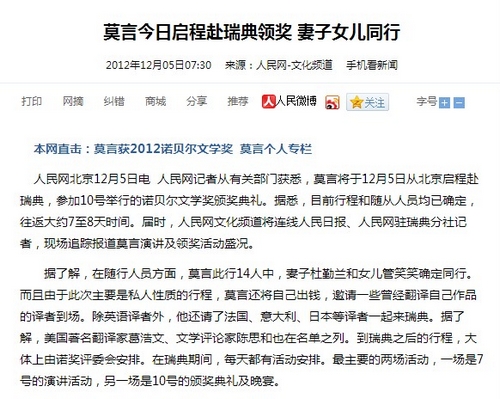 莫言今日启程赴瑞典领奖 妻子女儿同行
2012年12月05日07:30 来源：人民网-文化频道 手机看新闻
打印 网摘 纠错 商城 分享 推荐 人民微博 关注 字号
本网直击：莫言获2012诺贝尔文学奖 莫言个人专栏
人民网北京12月5日电 人民网记者从有关部门获悉，莫言将于12月5日从北京启程赴
瑞典，参加10号举行的诺贝尔文学奖颁奖典礼。据悉，目前行程和随从人员均已确定，
往返大约7至8天时间。届时，人民网文化频道将连线人民日报、人民网驻瑞典分社记
者，现场追踪报道莫言演讲及领奖活动盛况。
据了解，在随行人员方面，莫言此行14人中，妻子杜勤兰和女儿管笑笑确定同行。
而且由于此次主要是私人性质的行程，莫言还将自己出钱，邀请一些曾经翻译自己作品
的译者到场。除英语译者外，他还请了法国、意大利、日本等译者一起来瑞典。据了
解，美国著名翻译家葛浩文、文学评论家陈思和也在名单之列。到瑞典之后的行程，大
体上由诺奖评委会安排。在瑞典期间，每天都有活动安排。最主要的两场活动，一场是7
号的演讲活动，另一场是10号的颁奖典礼及晚宴。